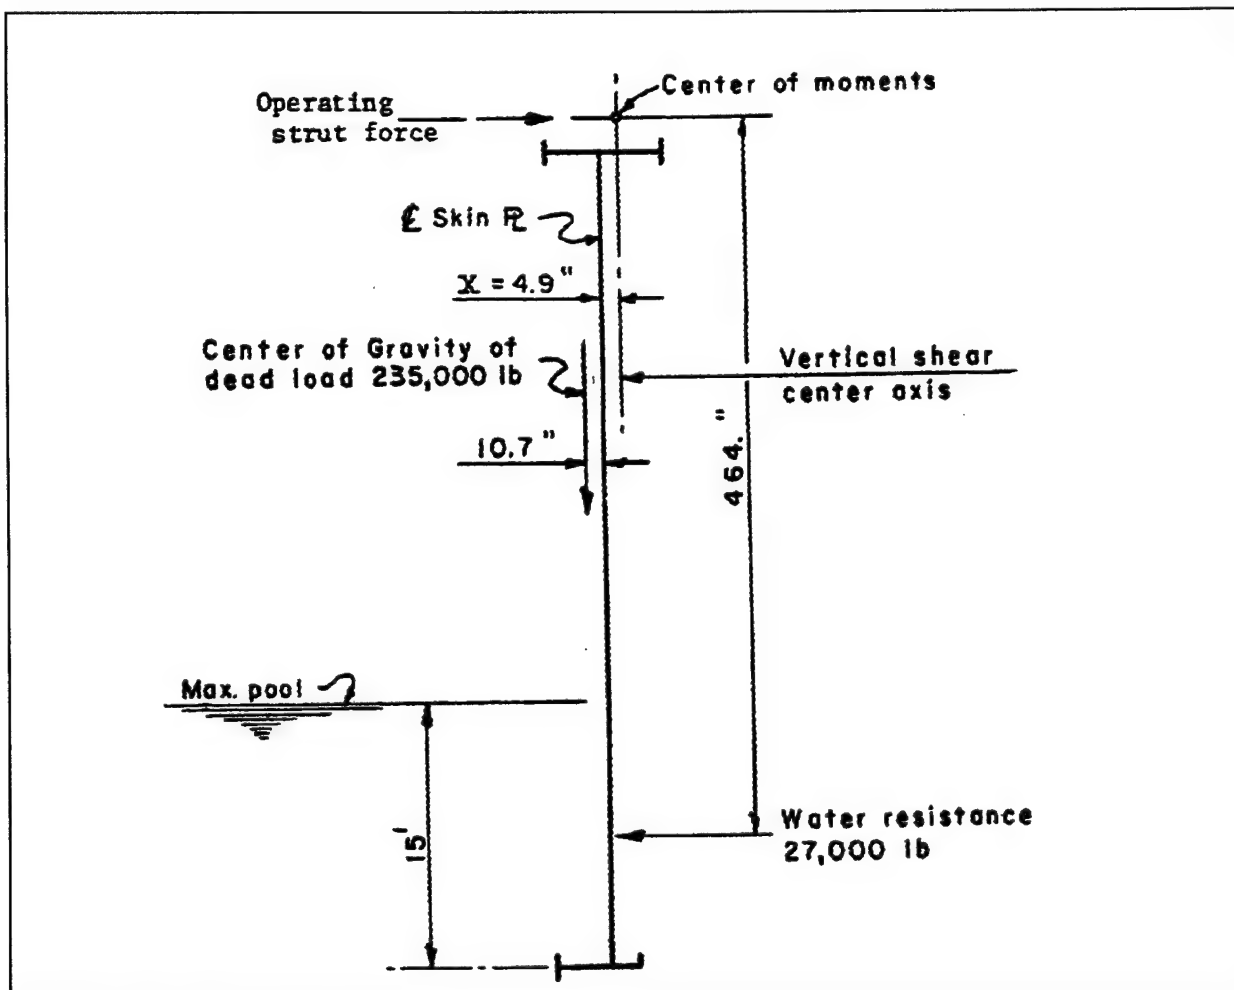 Center of moments
Operating
strut force
℄ Skin ℙL
X = 4.9"
Center of Gravity of
dead load 235,000 lb
Vertical shear
center axis
10.7"
464."
Max. pool
15'
Water resistance
27,000 lb